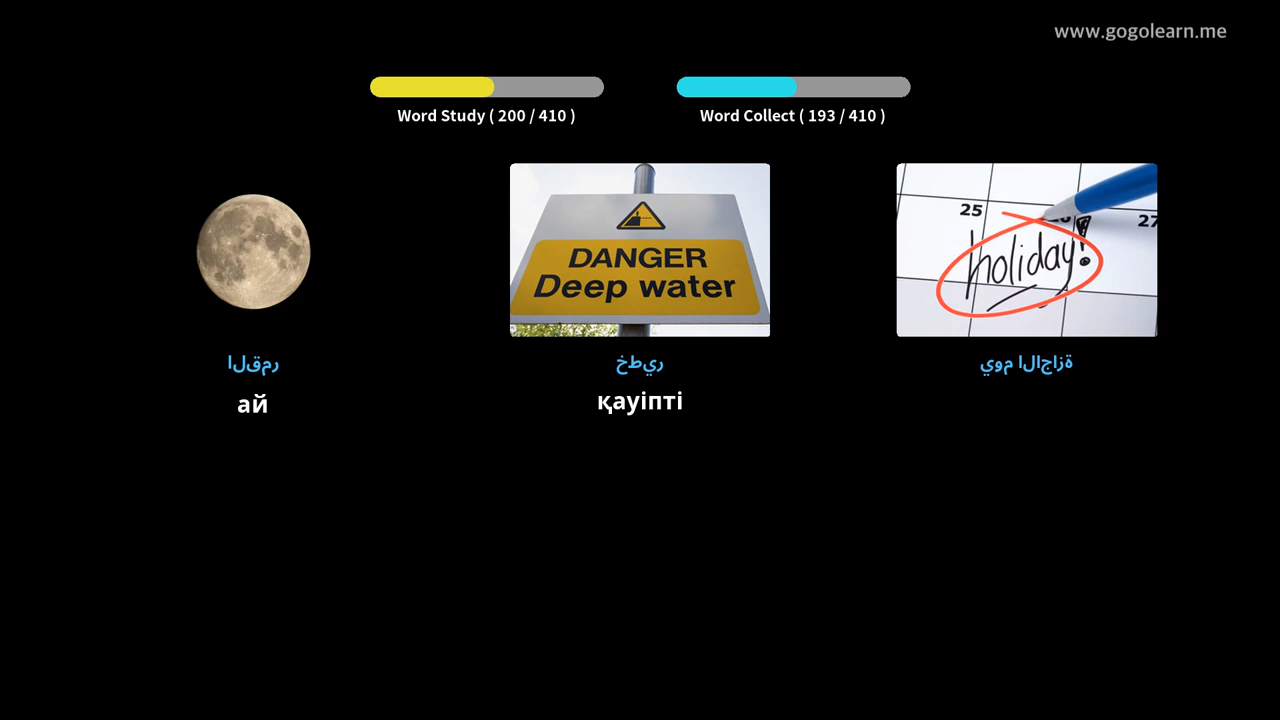 www.gogolearn.me
Word Study ( 200 / 410 )
Word Collect ( 193 / 410 )
DANGER
Deep water
25
27
holiday!
القمر
خطير
يوم الاجازة
ай
қауіпті